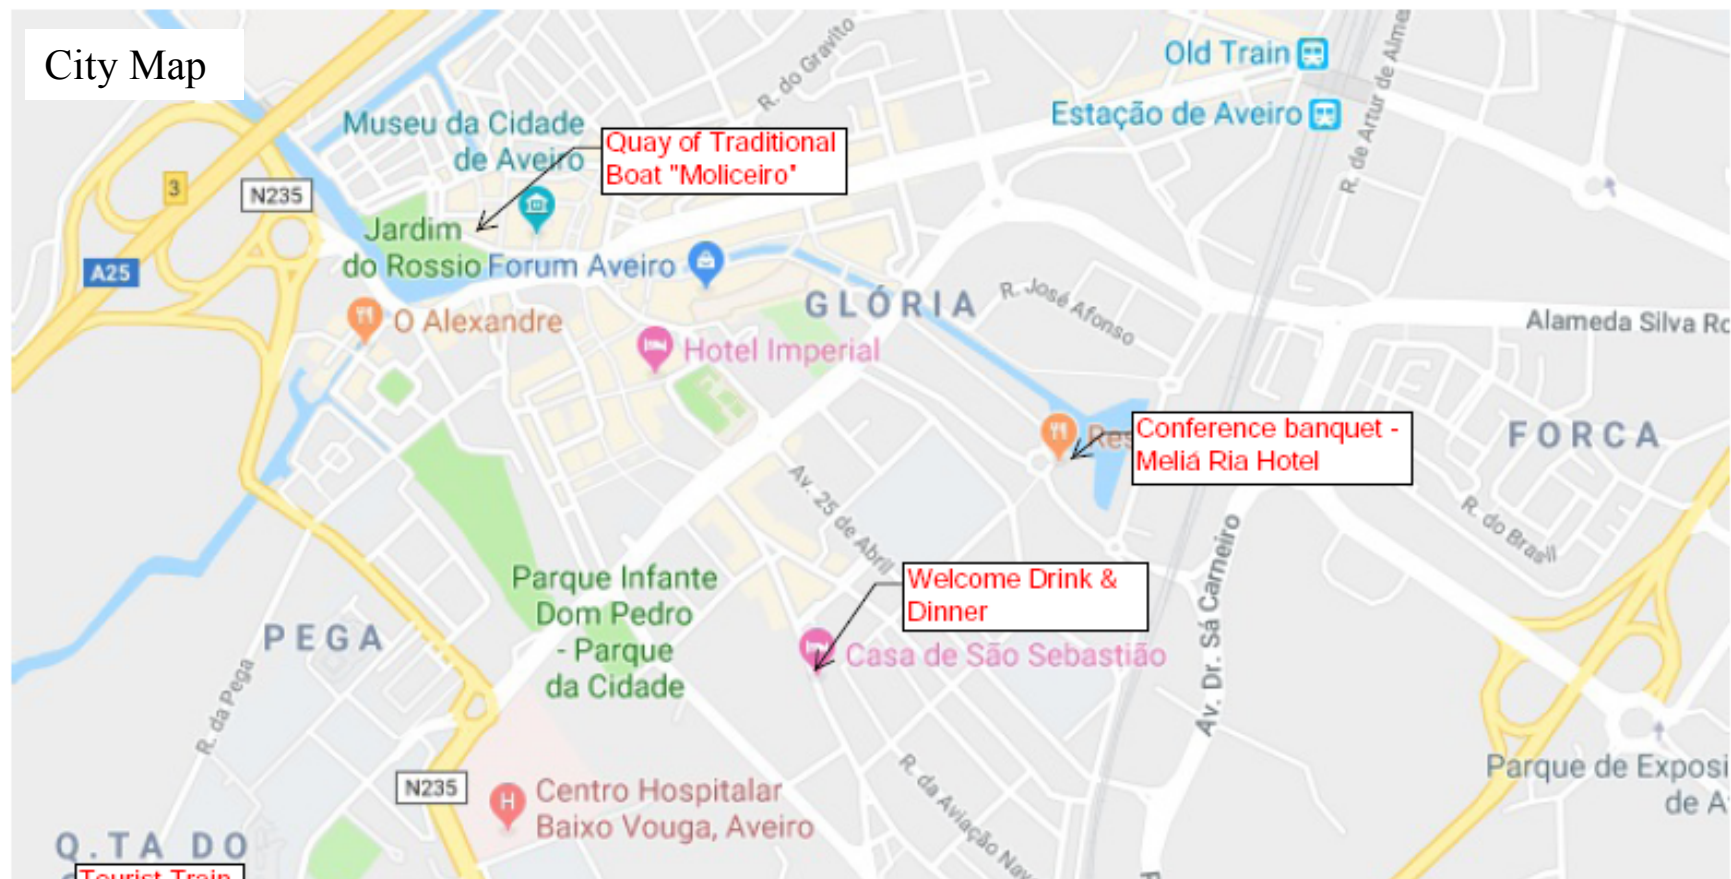 City Map
Old Train
R. do Gravito
R. de Artur de Alme
Museu da Cidade
de Aveiro
Quay of Traditional
Boat "Moliceiro"
Estação de Aveiro
3
N235
Jardim
do Rossio
Forum Aveiro
A25
GLÓRIA
R. José Afonso
O Alexandre
Alameda Silva Ro
Hotel Imperial
Res
Conference banquet -
Meliá Ria Hotel
FORCA
Av. 25 de Abril
R. do Brasil
Av. Dr. Sá Carneiro
Parque Infante
Dom Pedro
- Parque
da Cidade
Welcome Drink &
Dinner
PEGA
Casa de São Sebastião
R. da Pega
N235
Centro Hospitalar
Baixo Vouga, Aveiro
H
R. da Aviação Nav
Parque de Exposi
de A
Q.TA DO
Tourist Train